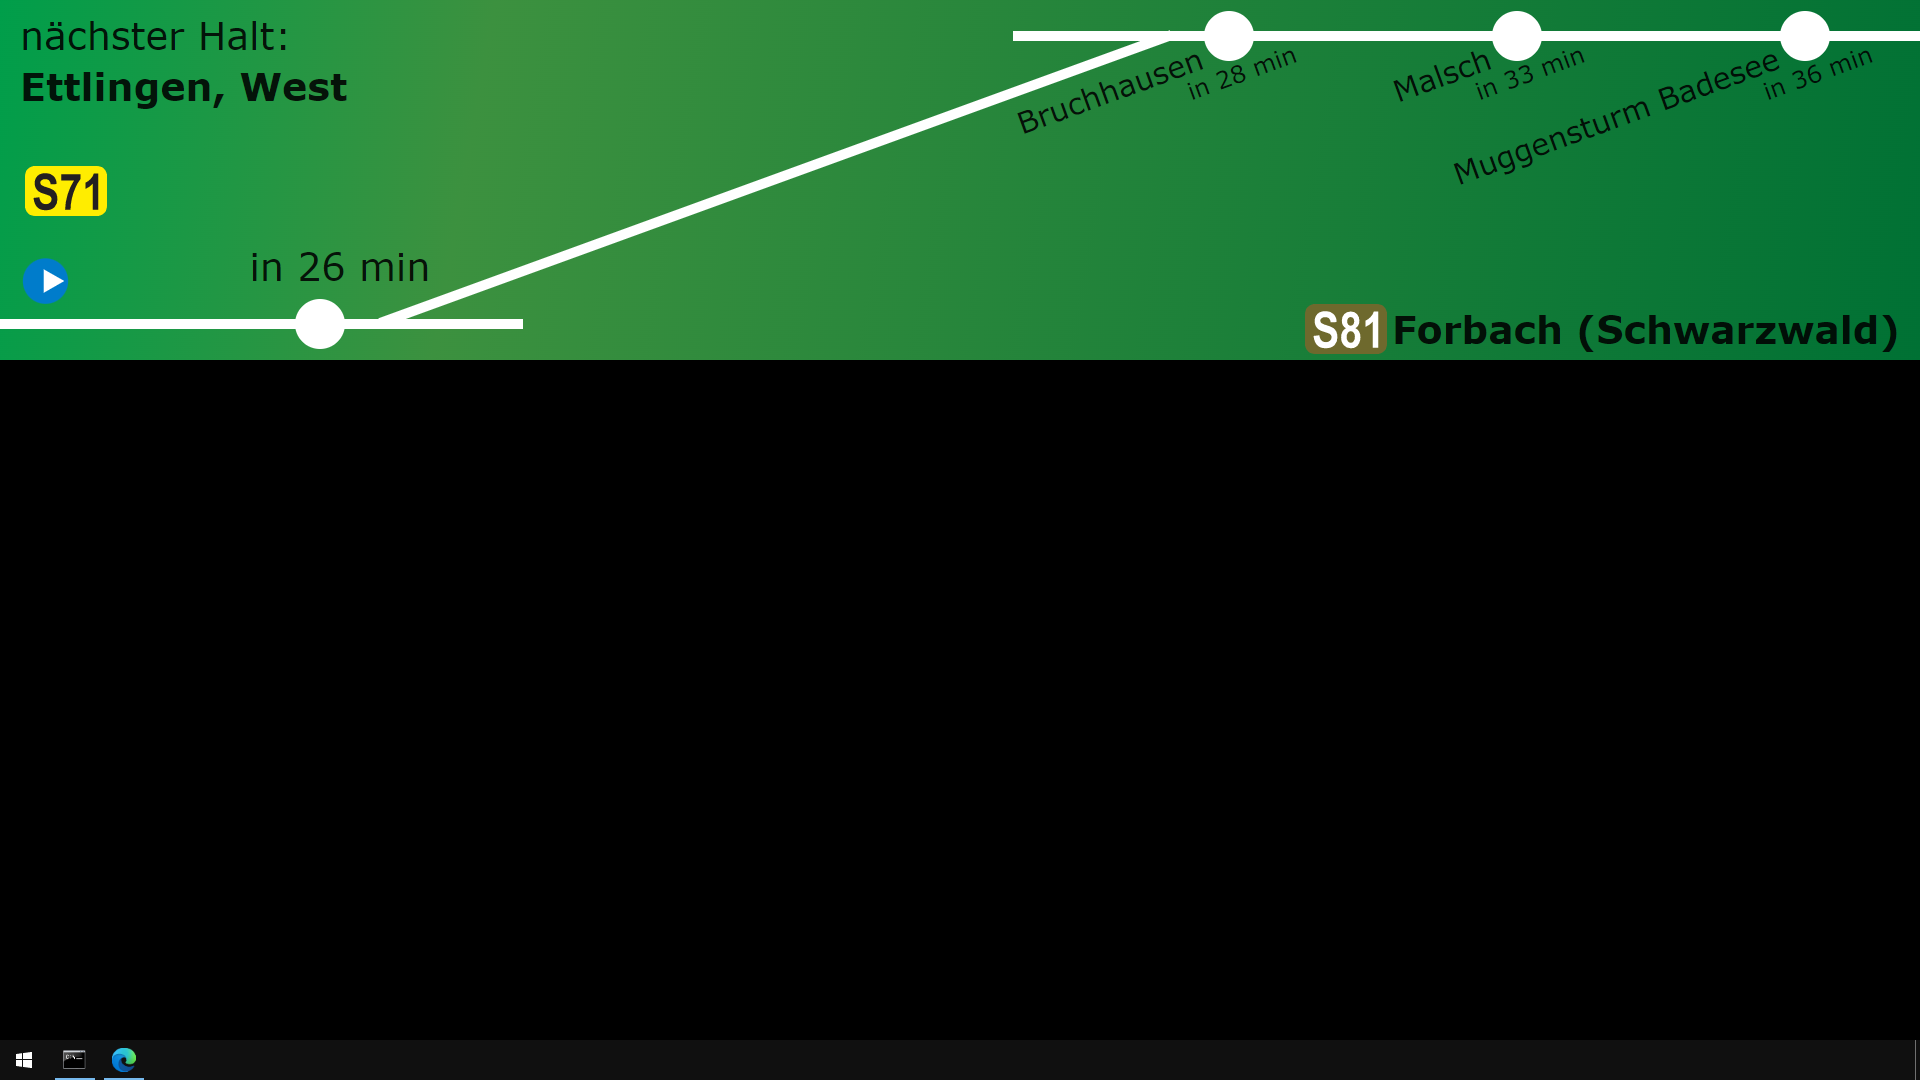 nächster Halt:
Ettlingen, West
S71
in 26 min
Bruchhausen
in 28 min
Malsch
in 33 min
Muggensturm Badesee
in 36 min
S81 Forbach (Schwarzwald)